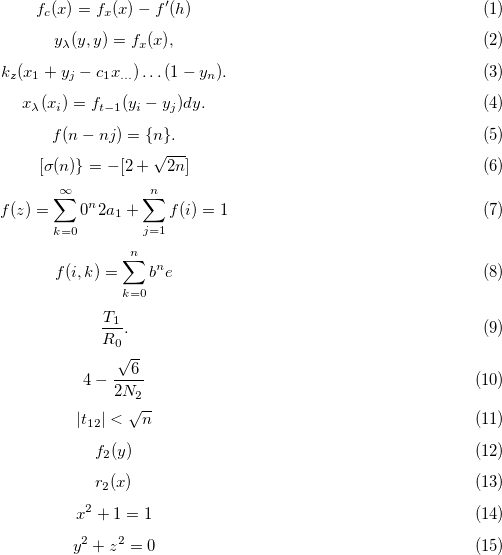 f_c(x) = f_x(x) − f′(h) (1)
y_λ(y, y) = f_x(x), (2)
k_z(x_1 + y_j − c_1x_{...}) . . . (1 − y_n). (3)
x_λ(x_i) = f_{t−1}(y_i − y_j)dy. (4)
f(n − nj) = {n}. (5)
[σ(n)} = −[2 + √(2n)] (6)
f(z) = ∑_{k=0}^{∞} 0^n 2a_1 + ∑_{j=1}^{n} f(i) = 1 (7)
f(i, k) = ∑_{k=0}^{n} b^n e (8)
T_1/R_0. (9)
4 − √6/(2N_2) (10)
|t_{12}| < √n (11)
f_2(y) (12)
r_2(x) (13)
x^2 + 1 = 1 (14)
y^2 + z^2 = 0 (15)